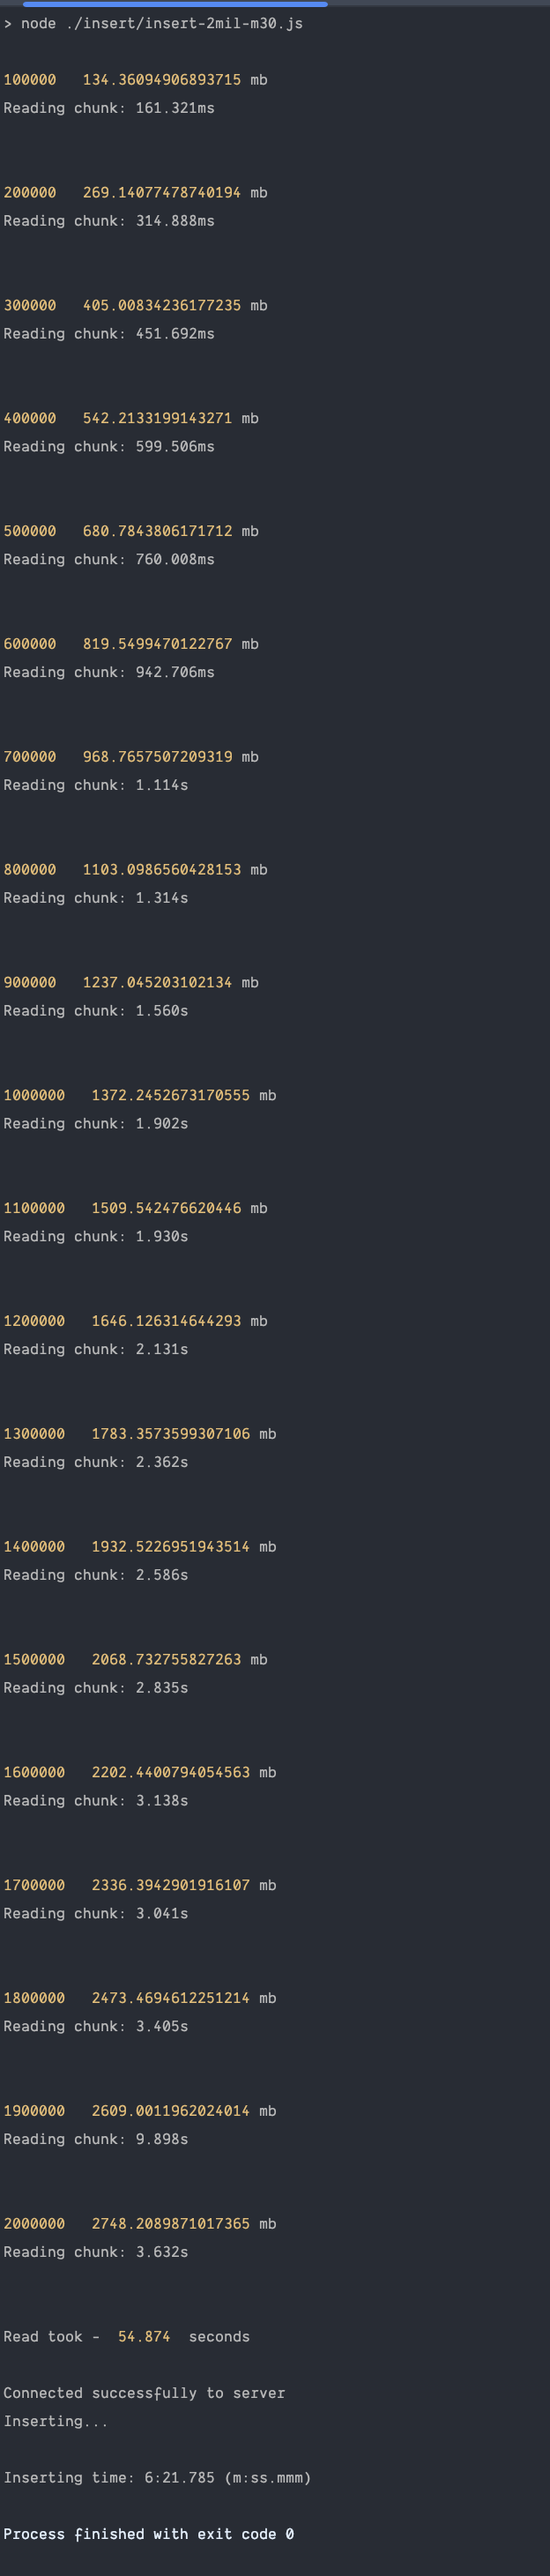 > node ./insert/insert-2mil-m30.js
100000   134.36094906893715 mb
Reading chunk: 161.321ms
200000   269.14077478740194 mb
Reading chunk: 314.888ms
300000   405.00834236177235 mb
Reading chunk: 451.692ms
400000   542.2133199143271 mb
Reading chunk: 599.506ms
500000   680.7843806171712 mb
Reading chunk: 760.008ms
600000   819.5499470122767 mb
Reading chunk: 942.706ms
700000   968.7657507209319 mb
Reading chunk: 1.114s
800000   1103.0986560428153 mb
Reading chunk: 1.314s
900000   1237.045203102134 mb
Reading chunk: 1.560s
1000000   1372.2452673170555 mb
Reading chunk: 1.902s
1100000   1509.542476620446 mb
Reading chunk: 1.930s
1200000   1646.126314644293 mb
Reading chunk: 2.131s
1300000   1783.3573599307106 mb
Reading chunk: 2.362s
1400000   1932.5226951943514 mb
Reading chunk: 2.586s
1500000   2068.732755827263 mb
Reading chunk: 2.835s
1600000   2202.4400794054563 mb
Reading chunk: 3.138s
1700000   2336.3942901916107 mb
Reading chunk: 3.041s
1800000   2473.4694612251214 mb
Reading chunk: 3.405s
1900000   2609.0011962024014 mb
Reading chunk: 9.898s
2000000   2748.2089871017365 mb
Reading chunk: 3.632s
Read took -  54.874  seconds
Connected successfully to server
Inserting...
Inserting time: 6:21.785 (m:ss.mmm)
Process finished with exit code 0